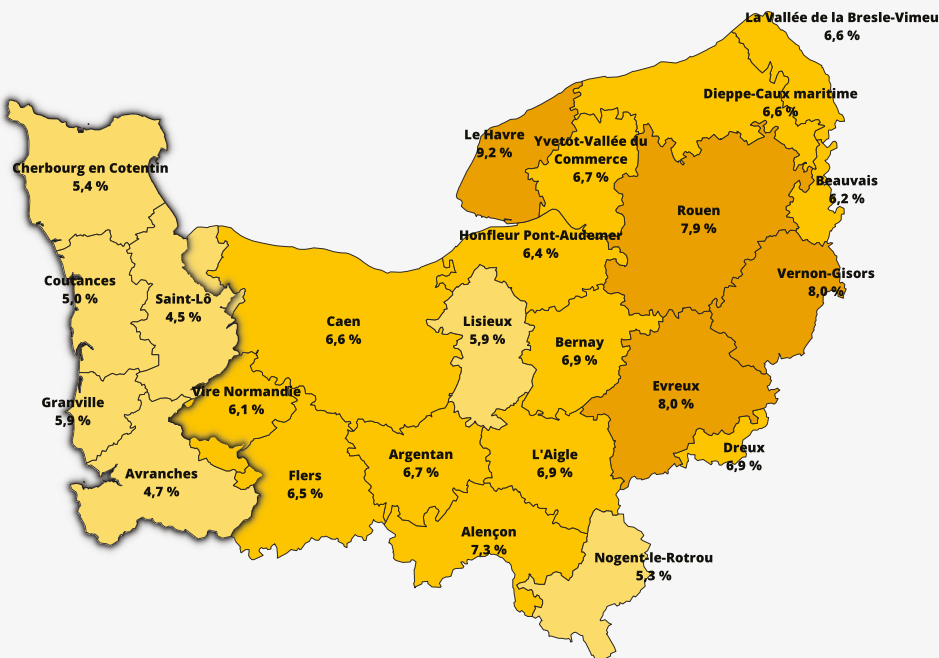 La Vallée de la Bresle-Vimeu
6,6 %
Dieppe-Caux maritime
6,6 %
Le Havre
9,2 %
Yvetot-Vallée du
Commerce
6,7 %
Cherbourg en Cotentin
5,4 %
Beauvais
6,2 %
Rouen
7,9 %
Honfleur Pont-Audemer
6,4 %
Vernon-Gisors
8,0 %
Coutances
5,0 %
Saint-Lô
4,5 %
Caen
6,6 %
Lisieux
5,9 %
Bernay
6,9 %
Evreux
8,0 %
Vire Normandie
6,1 %
Granville
5,9 %
Dreux
6,9 %
Avranches
4,7 %
Flers
6,5 %
Argentan
6,7 %
L'Aigle
6,9 %
Alençon
7,3 %
Nogent-le-Rotrou
5,3 %